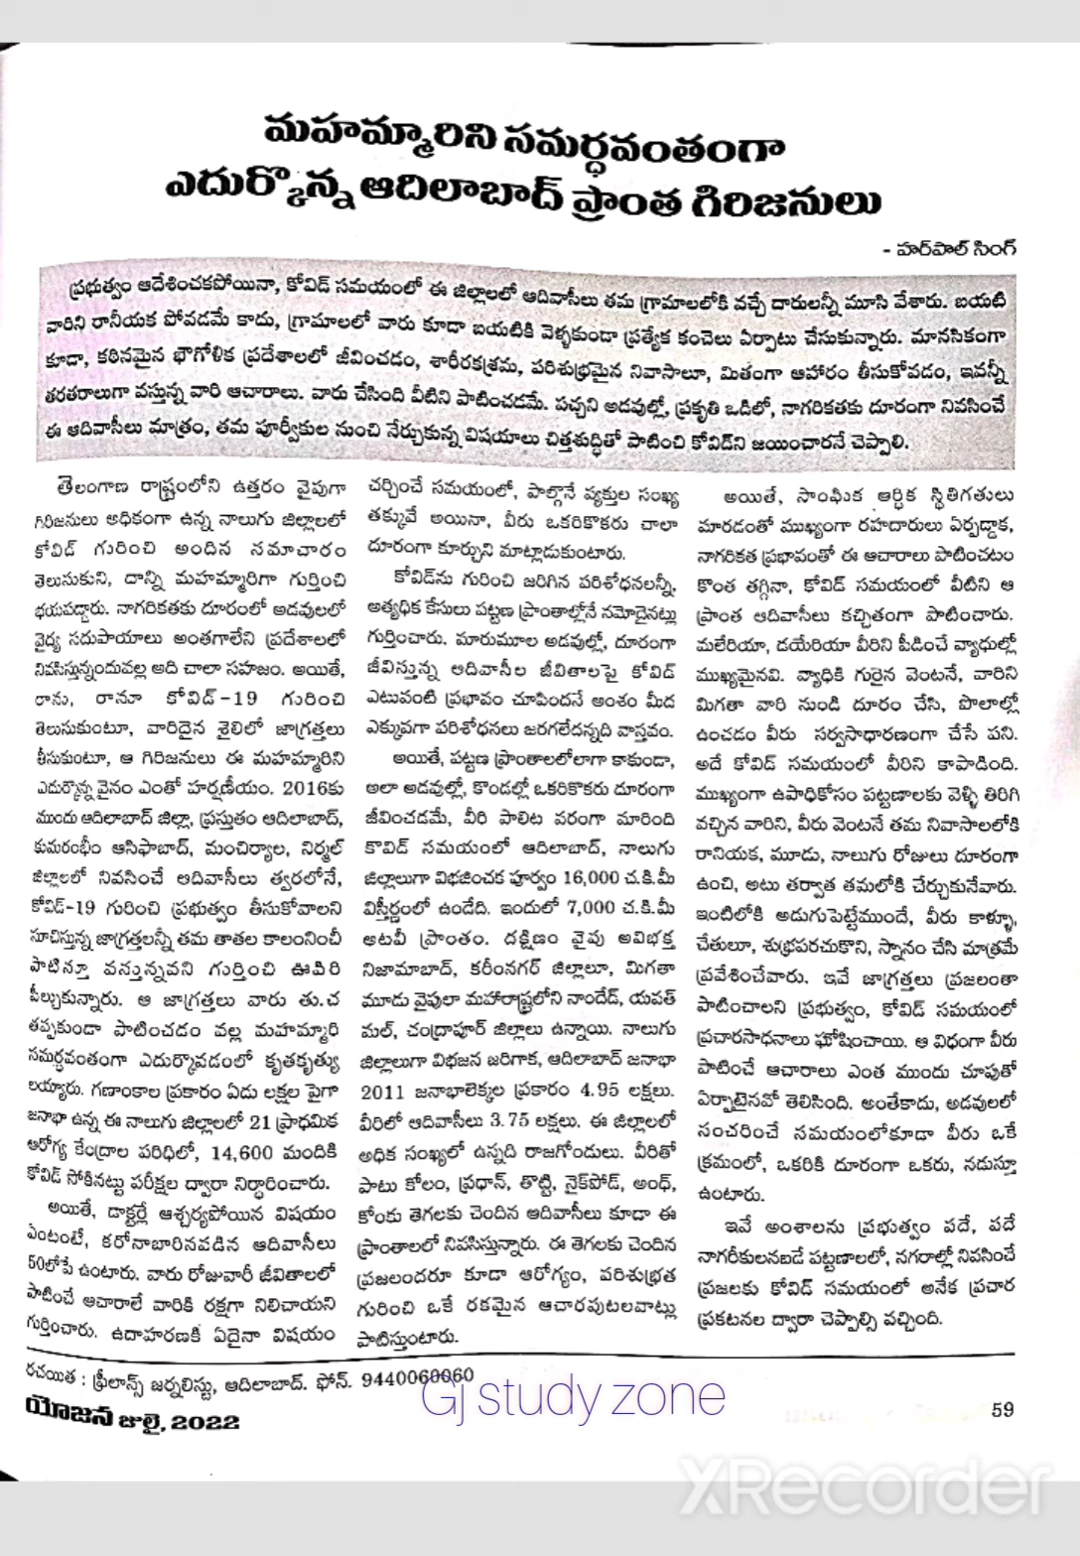 మహమ్మారిని సమర్ధవంతంగా
ఎదుర్కొన్న ఆదిలాబాద్ ప్రాంత గిరిజనులు
- హర్‌పాల్ సింగ్
ప్రభుత్వం ఆదేశించకపోయినా, కోవిడ్ సమయంలో ఈ జిల్లాలలో ఆదివాసీలు తమ గ్రామాలలోకి వచ్చే దారులన్నీ మూసి వేశారు. బయటి
వారిని రానీయక పోవడమే కాదు, గ్రామాలలో వారు కూడా బయటికి వెళ్ళకుండా ప్రత్యేక కంచెలు ఏర్పాటు చేసుకున్నారు. మానసికంగా
కూడా, కఠినమైన భౌగోళిక ప్రదేశాలలో జీవించడం, శారీరకశ్రమ, పరిశుభ్రమైన నివాసాలూ, మితంగా ఆహారం తీసుకోవడం, ఇవన్నీ
తరతరాలుగా వస్తున్న వారి ఆచారాలు. వారు చేసింది వీటిని పాటించడమే. పచ్చని అడవుల్లో, ప్రకృతి ఒడిలో, నాగరికతకు దూరంగా నివసించే
ఈ ఆదివాసీలు మాత్రం, తమ పూర్వీకుల నుంచి నేర్చుకున్న విషయాలు చిత్తశుద్ధితో పాటించి కోవిడ్‌ని జయించారనే చెప్పాలి.
తెలంగాణ రాష్ట్రంలోని ఉత్తరం వైపుగా
గిరిజనులు అధికంగా ఉన్న నాలుగు జిల్లాలలో
కోవిడ్ గురించి అందిన సమాచారం
తెలుసుకుని, దాన్ని మహమ్మారిగా గుర్తించి
భయపడ్డారు. నాగరికతకు దూరంలో అడవులలో
వైద్య సదుపాయాలు అంతగాలేని ప్రదేశాలలో
నివసిస్తున్నందువల్ల అది చాలా సహజం. అయితే,
రాను, రానూ కోవిడ్-19 గురించి
తెలుసుకుంటూ, వారిదైన శైలిలో జాగ్రత్తలు
తీసుకుంటూ, ఆ గిరిజనులు ఈ మహమ్మారిని
ఎదుర్కొన్న వైనం ఎంతో హర్షణీయం. 2016కు
ముందు ఆదిలాబాద్ జిల్లా, ప్రస్తుతం ఆదిలాబాద్,
కుమరంభీం ఆసిఫాబాద్, మంచిర్యాల, నిర్మల్
జిల్లాలలో నివసించే ఆదివాసీలు త్వరలోనే,
కోవిడ్-19 గురించి ప్రభుత్వం తీసుకోవాలని
సూచిస్తున్న జాగ్రత్తలన్నీ తమ తాతల కాలంనించీ
పాటిస్తూ వస్తున్నవని గుర్తించి ఊపిరి
పీల్చుకున్నారు. ఆ జాగ్రత్తలు వారు తు.చ
తప్పకుండా పాటించడం వల్ల మహమ్మారి
సమర్ధవంతంగా ఎదుర్కొవడంలో కృతకృత్యు
లయ్యారు. గణాంకాల ప్రకారం ఏడు లక్షల పైగా
జనాభా ఉన్న ఈ నాలుగు జిల్లాలలో 21 ప్రాధమిక
ఆరోగ్య కేంద్రాల పరిధిలో, 14,600 మందికి
కోవిడ్ సోకినట్టు పరీక్షల ద్వారా నిర్ధారించారు.
అయితే, డాక్టర్లే ఆశ్చర్యపోయిన విషయం
ఏంటంటే, కరోనాబారినపడిన ఆదివాసీలు
50లోపే ఉంటారు. వారు రోజువారీ జీవితాలలో
పాటించే ఆచారాలే వారికి రక్షగా నిలిచాయని
గుర్తించారు. ఉదాహరణకి ఏదైనా విషయం
చర్చించే సమయంలో, పాల్గొనే వ్యక్తుల సంఖ్య
తక్కువే అయినా, వీరు ఒకరికొకరు చాలా
దూరంగా కూర్చుని మాట్లాడుకుంటారు.
కోవిడ్‌ను గురించి జరిగిన పరిశోధనలన్నీ,
అత్యధిక కేసులు పట్టణ ప్రాంతాల్లోనే నమోదైనట్లు
గుర్తించారు. మారుమూల అడవుల్లో, దూరంగా
జీవిస్తున్న ఆదివాసీల జీవితాలపై కోవిడ్
ఎటువంటి ప్రభావం చూపిందనే అంశం మీద
ఎక్కువగా పరిశోధనలు జరగలేదన్నది వాస్తవం.
అయితే, పట్టణ ప్రాంతాలలోలాగా కాకుండా,
అలా అడవుల్లో, కొండల్లో ఒకరికొకరు దూరంగా
జీవించడమే, వీరి పాలిట వరంగా మారింది
కొవిడ్ సమయంలో ఆదిలాబాద్, నాలుగు
జిల్లాలుగా విభజించక పూర్వం 16,000 చ.కి.మీ
విస్తీర్ణంలో ఉండేది. ఇందులో 7,000 చ.కి.మీ
అటవీ ప్రాంతం. దక్షిణం వైపు అవిభక్త
నిజామాబాద్, కరీంనగర్ జిల్లాలూ, మిగతా
మూడు వైపులా మహారాష్ట్రలోని నాందేడ్, యవత్
మల్, చంద్రాపూర్ జిల్లాలు ఉన్నాయి. నాలుగు
జిల్లాలుగా విభజన జరిగాక, ఆదిలాబాద్ జనాభా
2011 జనాభాలెక్కల ప్రకారం 4.95 లక్షలు.
వీరిలో ఆదివాసీలు 3.75 లక్షలు. ఈ జిల్లాలలో
అధిక సంఖ్యలో ఉన్నది రాజగోండులు. వీరితో
పాటు కోలం, ప్రధాన్, తొట్టి, నైక్‌పోడ్, అంధ్,
కోంకు తెగలకు చెందిన ఆదివాసీలు కూడా ఈ
ప్రాంతాలలో నివసిస్తున్నారు. ఈ తెగలకు చెందిన
ప్రజలందరూ కూడా ఆరోగ్యం, పరిశుభ్రత
గురించి ఒకే రకమైన ఆచారపుటలవాట్లు
పాటిస్తుంటారు.
అయితే, సాంఘిక ఆర్ధిక స్థితిగతులు
మారడంతో ముఖ్యంగా రహదారులు ఏర్పడ్డాక,
నాగరికత ప్రభావంతో ఈ ఆచారాలు పాటించటం
కొంత తగ్గినా, కోవిడ్ సమయంలో వీటిని ఆ
ప్రాంత ఆదివాసీలు కచ్చితంగా పాటించారు.
మలేరియా, డయేరియా వీరిని పీడించే వ్యాధుల్లో
ముఖ్యమైనవి. వ్యాధికి గురైన వెంటనే, వారిని
మిగతా వారి నుండి దూరం చేసి, పొలాల్లో
ఉంచడం వీరు సర్వసాధారణంగా చేసే పని.
అదే కోవిడ్ సమయంలో వీరిని కాపాడింది.
ముఖ్యంగా ఉపాధికోసం పట్టణాలకు వెళ్ళి తిరిగి
వచ్చిన వారిని, వీరు వెంటనే తమ నివాసాలలోకి
రానియక, మూడు, నాలుగు రోజులు దూరంగా
ఉంచి, అటు తర్వాత తమలోకి చేర్చుకునేవారు.
ఇంటిలోకి అడుగుపెట్టేముందే, వీరు కాళ్ళూ,
చేతులూ, శుభ్రపరచుకొని, స్నానం చేసి మాత్రమే
ప్రవేశించేవారు. ఇవే జాగ్రత్తలు ప్రజలంతా
పాటించాలని ప్రభుత్వం, కోవిడ్ సమయంలో
ప్రచారసాధనాలు ఘోషించాయి. ఆ విధంగా వీరు
పాటించే ఆచారాలు ఎంత ముందు చూపుతో
ఏర్పాటైనవో తెలిసింది. అంతేకాదు, అడవులలో
సంచరించే సమయంలోకూడా వీరు ఒకే
క్రమంలో, ఒకరికి దూరంగా ఒకరు, నడుస్తూ
ఉంటారు.
ఇవే అంశాలను ప్రభుత్వం పదే, పదే
నాగరీకులనబడే పట్టణాలలో, నగరాల్లో నివసించే
ప్రజలకు కోవిడ్ సమయంలో అనేక ప్రచార
ప్రకటనల ద్వారా చెప్పాల్సి వచ్చింది.
రచయిత : ఫ్రీలాన్స్ జర్నలిస్టు, ఆదిలాబాద్. ఫోన్. 9440060060
Gj study zone
యోజన జులై, 2022
59
XRecorder